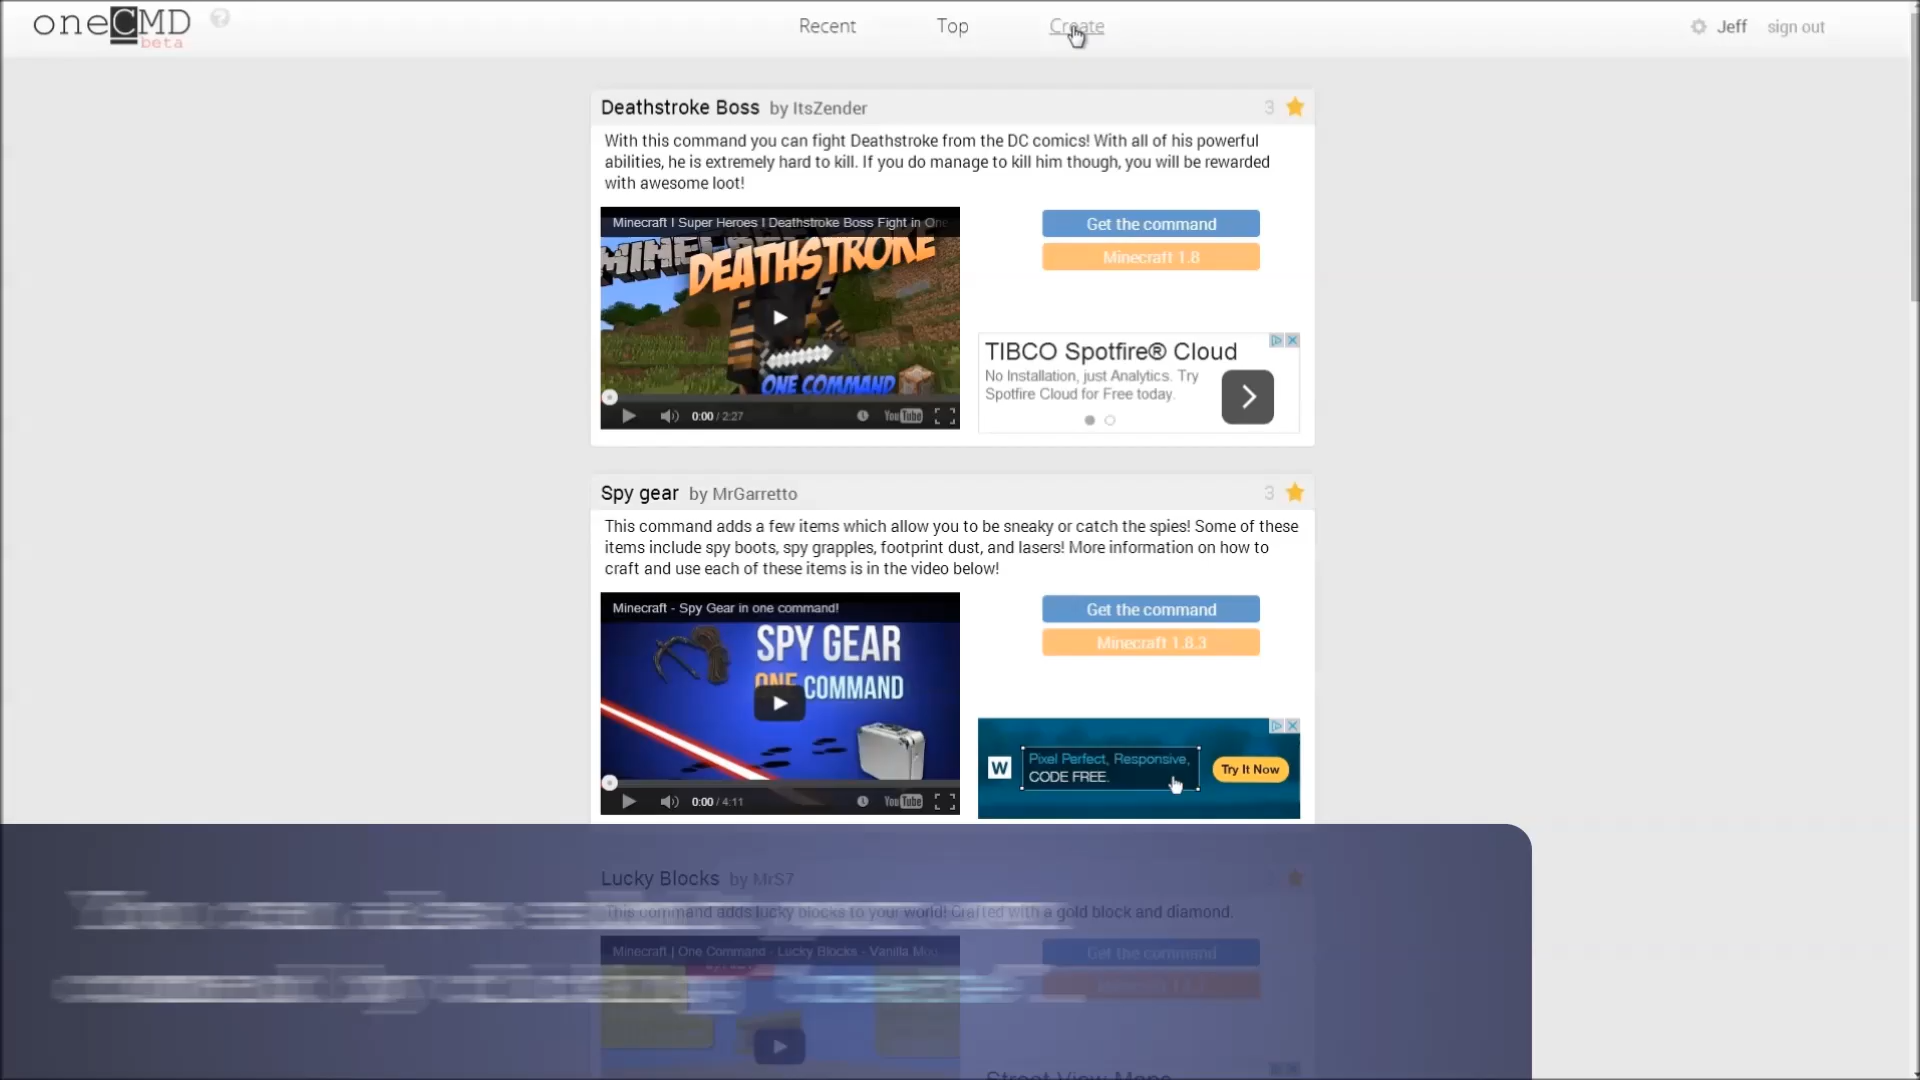 oneCMD
beta
?
Recent
Top
Create
Jeff
sign out
Deathstroke Boss by ItsZender
3
With this command you can fight Deathstroke from the DC comics! With all of his powerful
abilities, he is extremely hard to kill. If you do manage to kill him though, you will be rewarded
with awesome loot!
Minecraft I Super Heroes I Deathstroke Boss Fight in One
MINECRAFT
DEATHSTROKE
ONE COMMAND
0:00 / 2:27
YouTube
Get the command
Minecraft 1.8
TIBCO Spotfire® Cloud
No Installation, just Analytics. Try
Spotfire Cloud for Free today.
Spy gear by MrGarretto
3
This command adds a few items which allow you to be sneaky or catch the spies! Some of these
items include spy boots, spy grapples, footprint dust, and lasers! More information on how to
craft and use each of these items is in the video below!
Minecraft - Spy Gear in one command!
SPY GEAR
ONE COMMAND
0:00 / 4:11
YouTube
Get the command
Minecraft 1.8.3
W
Pixel Perfect, Responsive,
CODE FREE.
Try It Now
Lucky Blocks by MrS7
This command adds lucky blocks to your world! Crafted with a gold block and diamond.
Minecraft | One Command - Lucky Blocks - Vanilla Mo
Get the command
Street View Maps